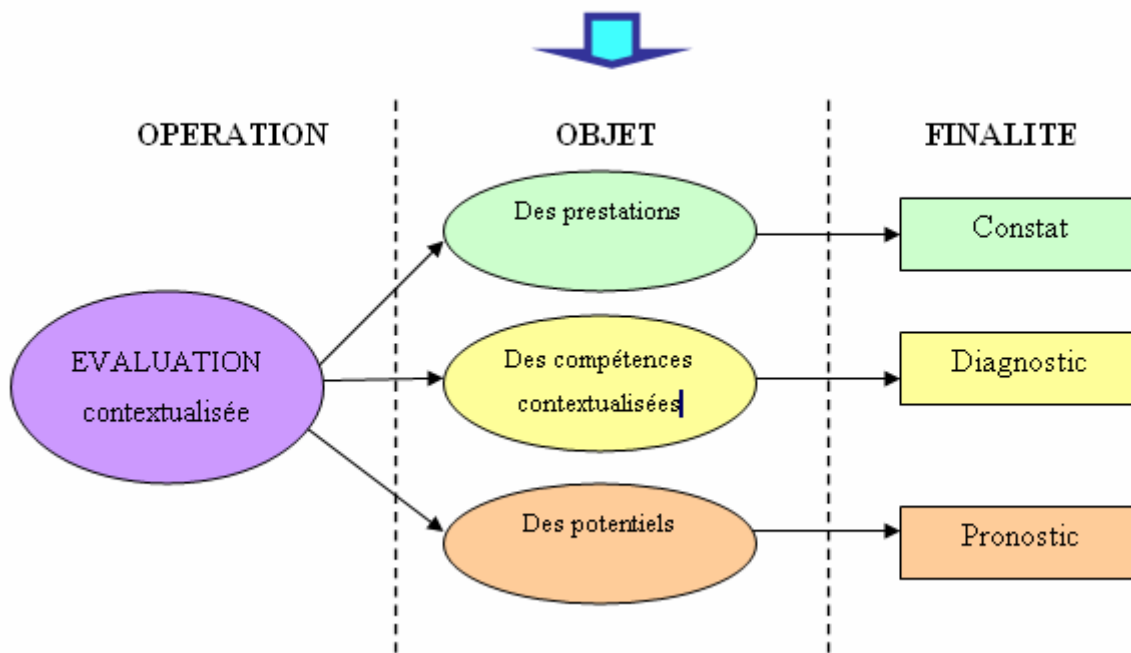 OPERATION
OBJET
FINALITE
Des prestations
Constat
EVALUATION
contextualisée
Des compétences
contextualisées
Diagnostic
Des potentiels
Pronostic